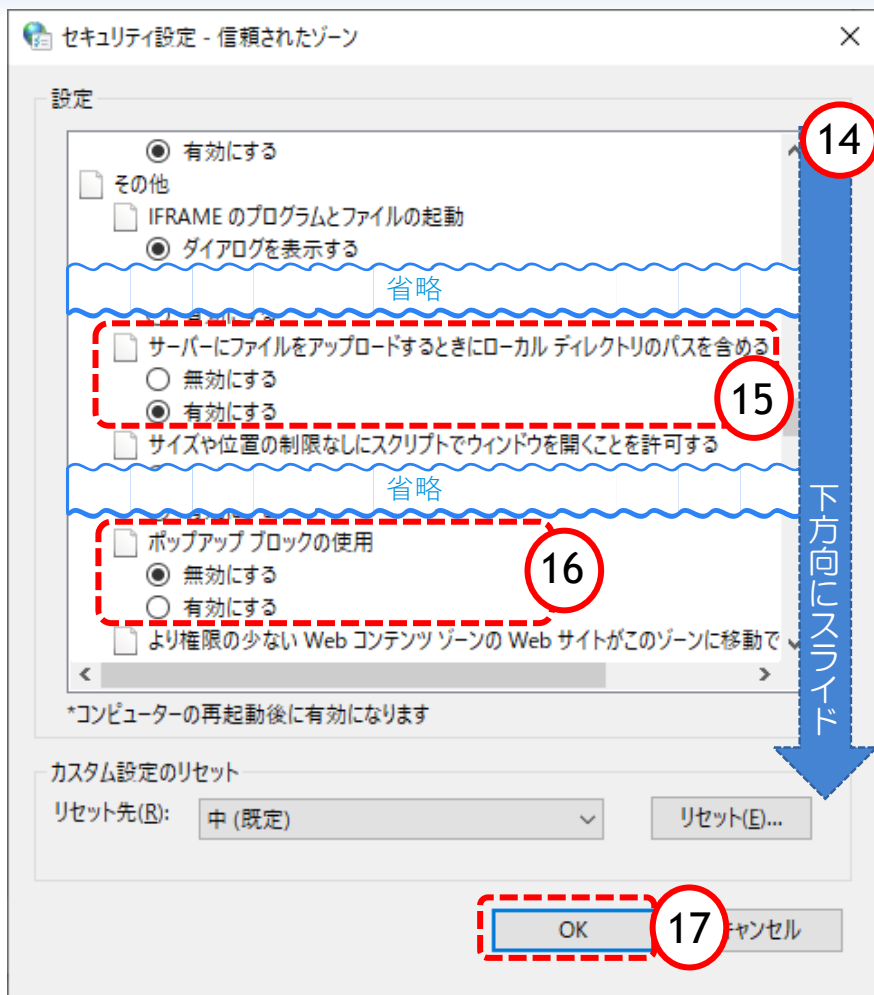 セキュリティ設定 - 信頼されたゾーン
設定
有効にする
14
その他
IFRAME のプログラムとファイルの起動
ダイアログを表示する
省略
サーバーにファイルをアップロードするときにローカル ディレクトリのパスを含める
無効にする
15
有効にする
サイズや位置の制限なしにスクリプトでウィンドウを開くことを許可する
省略
ポップアップ ブロックの使用
16
無効にする
有効にする
より権限の少ない Web コンテンツ ゾーンの Web サイトがこのゾーンに移動で
下方向にスライド
*コンピューターの再起動後に有効になります
カスタム設定のリセット
リセット先(R):
中 (既定)
リセット(E)...
OK
17
ャンセル